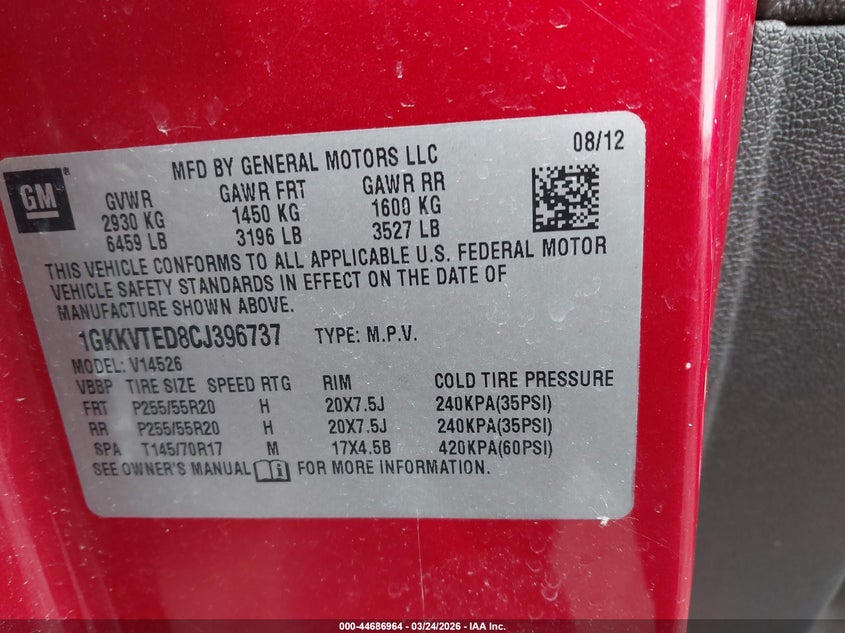 MFD BY GENERAL MOTORS LLC 08/12
GM®
GVWR GAWR FRT GAWR RR
2930 KG 1450 KG 1600 KG
6459 LB 3196 LB 3527 LB
THIS VEHICLE CONFORMS TO ALL APPLICABLE U.S. FEDERAL MOTOR
VEHICLE SAFETY STANDARDS IN EFFECT ON THE DATE OF
MANUFACTURE SHOWN ABOVE.
1GKKVTED8CJ396737 TYPE: M.P.V.
MODEL: V14526
VBBP TIRE SIZE SPEED RTG RIM COLD TIRE PRESSURE
FRT P255/55R20 H 20X7.5J 240KPA(35PSI)
RR P255/55R20 H 20X7.5J 240KPA(35PSI)
SPA T145/70R17 M 17X4.5B 420KPA(60PSI)
SEE OWNER'S MANUAL FOR MORE INFORMATION.
000-44686964 — 03/24/2026 — IAA Inc.